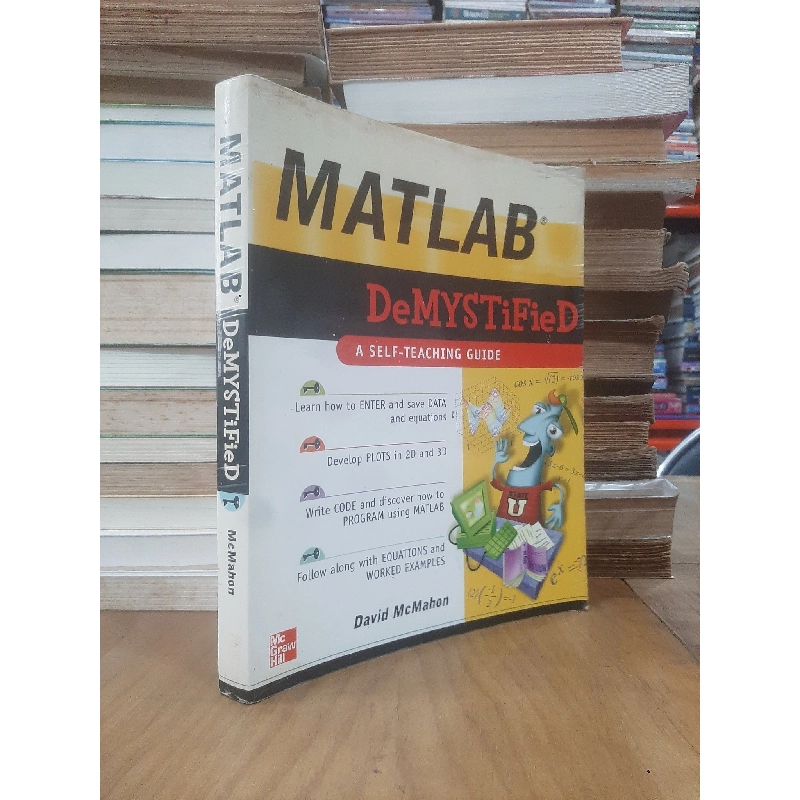 MATLAB®
DeMYSTiFieD
A SELF-TEACHING GUIDE
Learn how to ENTER and save DATA
and equations
Develop PLOTS in 2D and 3D
Write CODE and discover how to
PROGRAM using MATLAB
Follow along with EQUATIONS and
WORKED EXAMPLES
David McMahon
Mc
Graw
Hill
MATLAB® DeMYSTiFieD
McMahon
STATE
U
cos x =